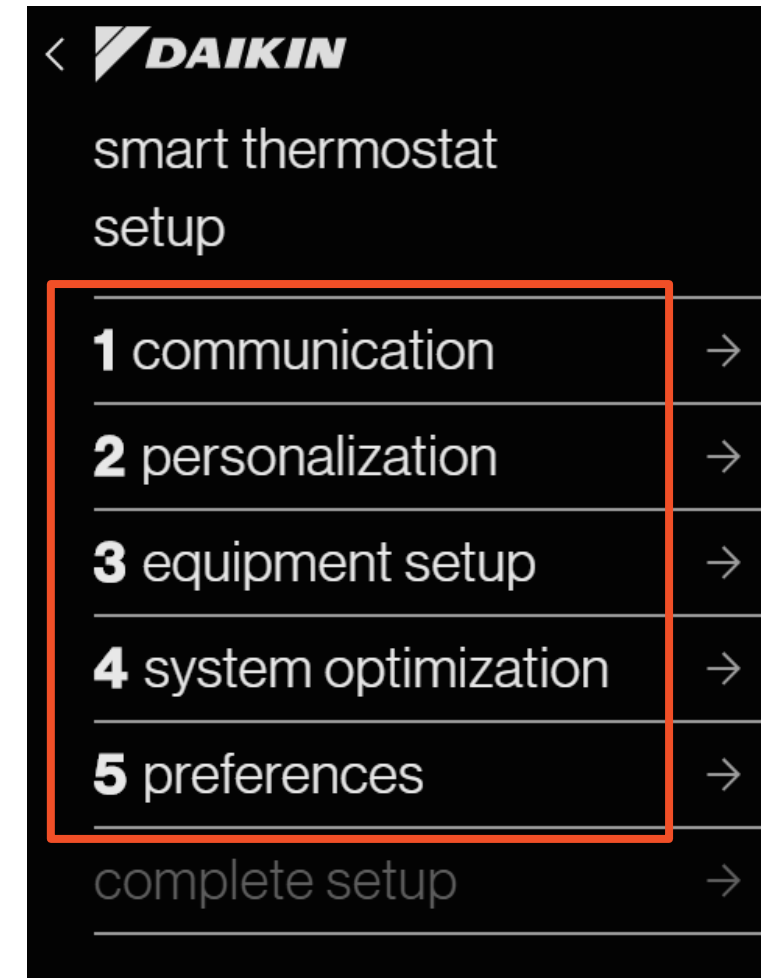 DAIKIN
smart thermostat
setup
1 communication
2 personalization
3 equipment setup
4 system optimization
5 preferences
complete setup